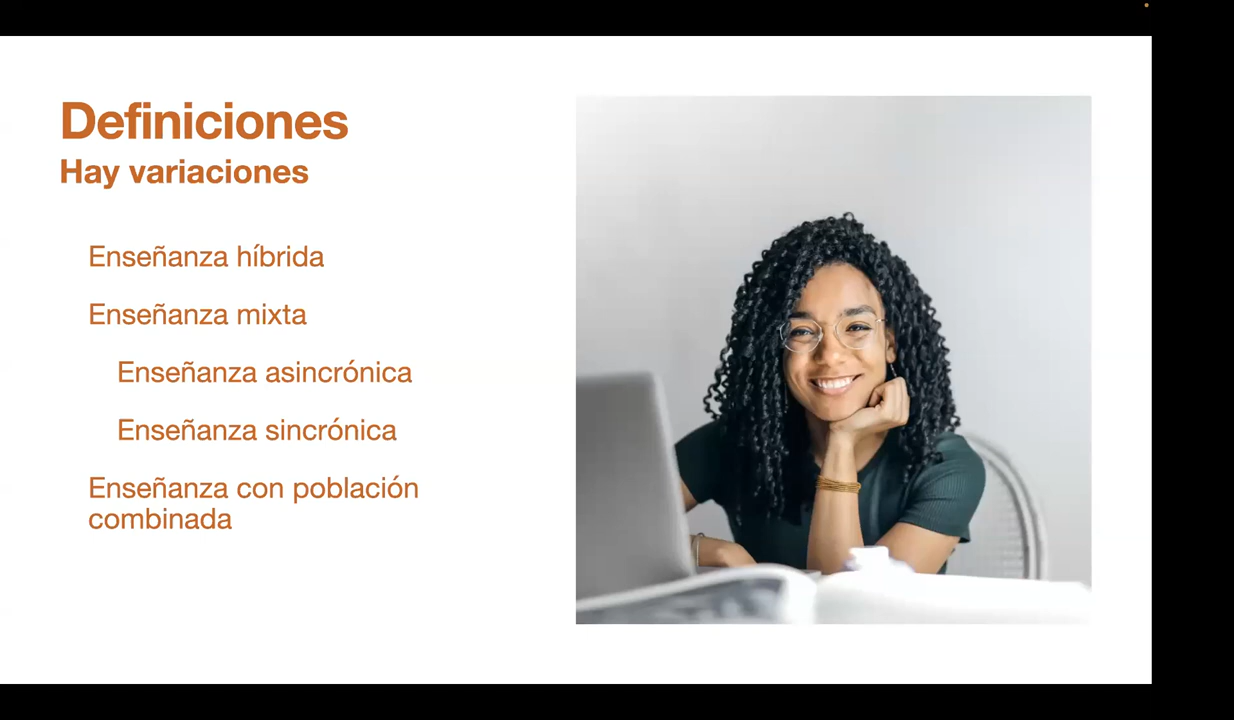 Definiciones
Hay variaciones
Enseñanza híbrida
Enseñanza mixta
Enseñanza asincrónica
Enseñanza sincrónica
Enseñanza con población
combinada